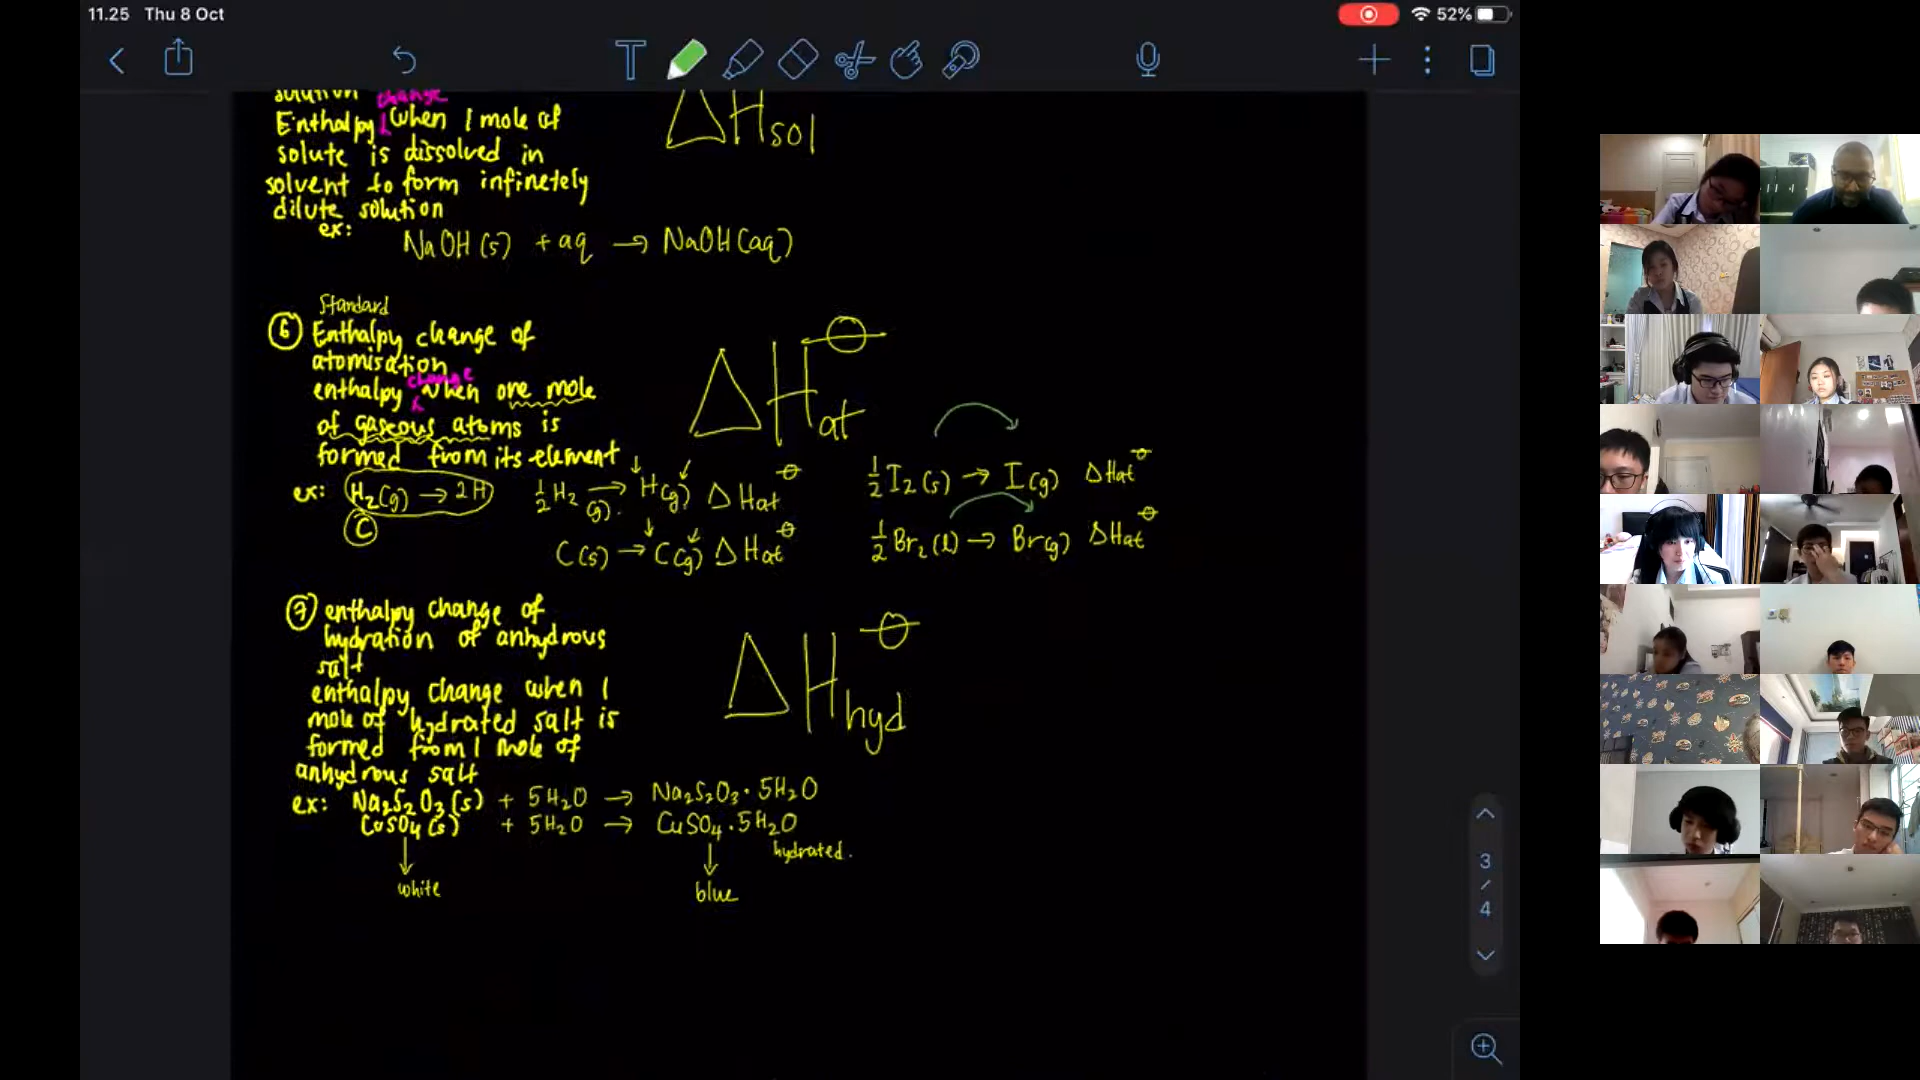 11.25 Thu 8 Oct
52%
T
solution change
Enthalpy when 1 mole of
solute is dissolved in
solvent to form infinetely
dilute solution
ΔHsol
ex: NaOH(s) + aq → NaOH(aq)
Standard
⑥ Enthalpy change of
atomisation
enthalpy change when one mole
of gaseous atoms is
formed from its element
ΔH⦵at
ex: H₂(g) → 2H
½H₂(g) → H(g) ΔHat⦵
½I₂(s) → I(g) ΔHat⦵
C
C(s) → C(g) ΔHat⦵
½Br₂(l) → Br(g) ΔHat⦵
⑦ enthalpy change of
hydration of anhydrous
salt
enthalpy change when 1
mole of hydrated salt is
formed from 1 mole of
anhydrous salt
ΔH⦵hyd
ex: Na₂S₂O₃(s) + 5H₂O → Na₂S₂O₃·5H₂O
CuSO₄(s) + 5H₂O → CuSO₄·5H₂O
hydrated.
white
blue
3
/
4